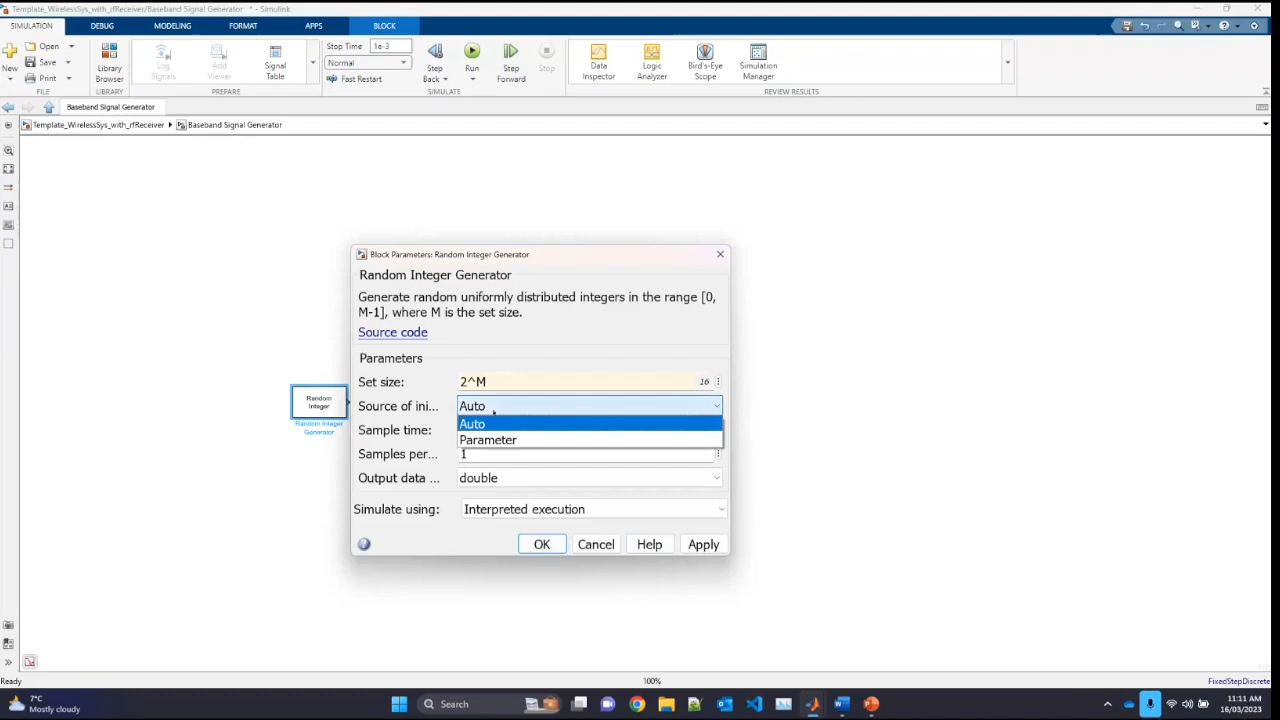 Template_WirelessSys_with_rfReceiver/Baseband Signal Generator * - Simulink
SIMULATION DEBUG MODELING FORMAT APPS BLOCK
New
Open
Save
Print
FILE
Library Browser
LIBRARY
Log Signals
Add Viewer
Signal Table
PREPARE
Stop Time 1e-3
Normal
Fast Restart
Step Back
Run
Step Forward
Stop
SIMULATE
Data Inspector
Logic Analyzer
Bird's-Eye Scope
Simulation Manager
REVIEW RESULTS
Baseband Signal Generator
Template_WirelessSys_with_rfReceiver Baseband Signal Generator
Random
Integer
Random Integer
Generator
Block Parameters: Random Integer Generator
Random Integer Generator
Generate random uniformly distributed integers in the range [0,
M-1], where M is the set size.
Source code
Parameters
Set size: 2^M 16
Source of ini... Auto
Auto
Sample time:
Parameter
Samples per... 1
Output data ... double
Simulate using: Interpreted execution
OK Cancel Help Apply
Ready 100% FixedStepDiscrete
7°C
Mostly cloudy
Search
11:11 AM
16/03/2023